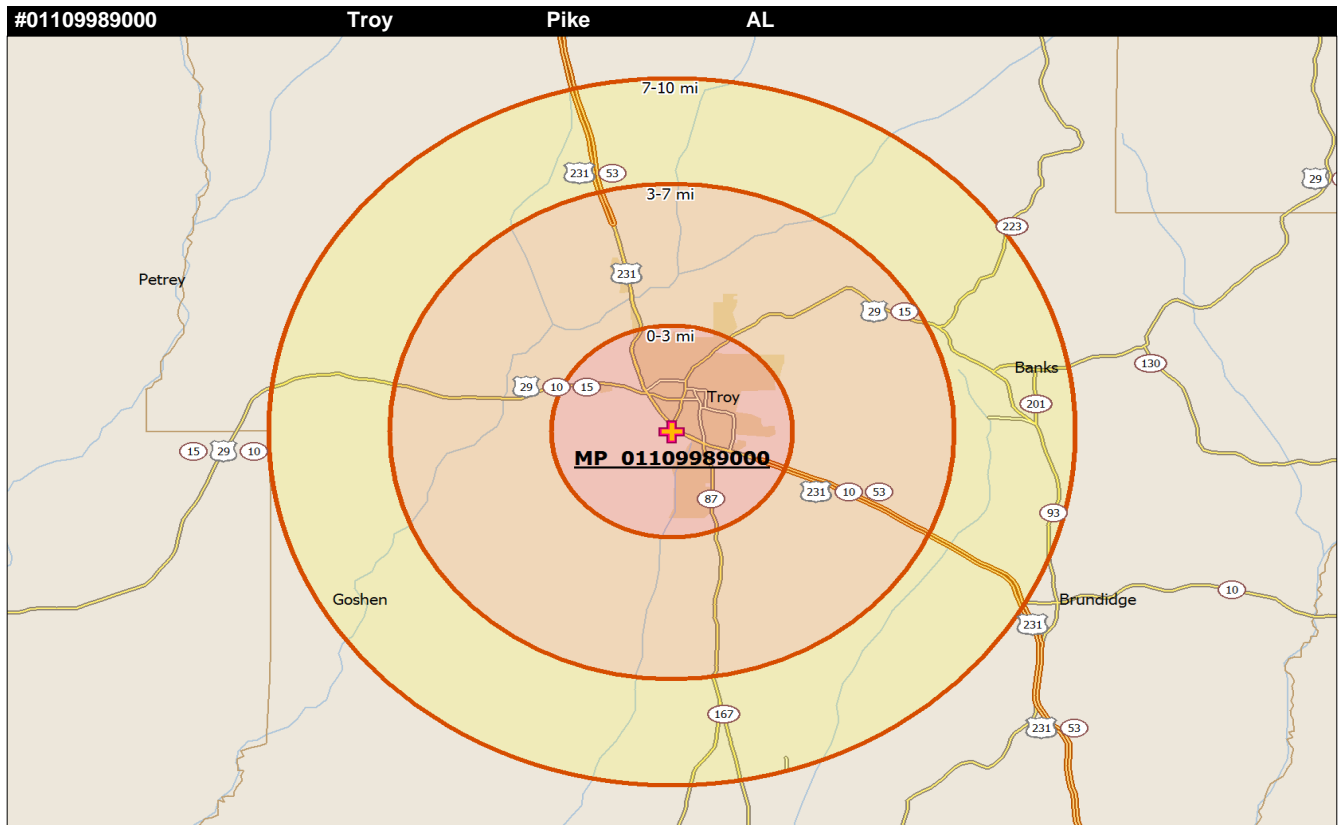 #01109989000 Troy Pike AL
7-10 mi
231 53
29
3-7 mi
223
231
Petrey
29 15
0-3 mi
130
Banks
29 10 15
Troy
201
15 29 10
MP 01109989000
231 10 53
87
93
10
Goshen
Brundidge
231
167
231 53